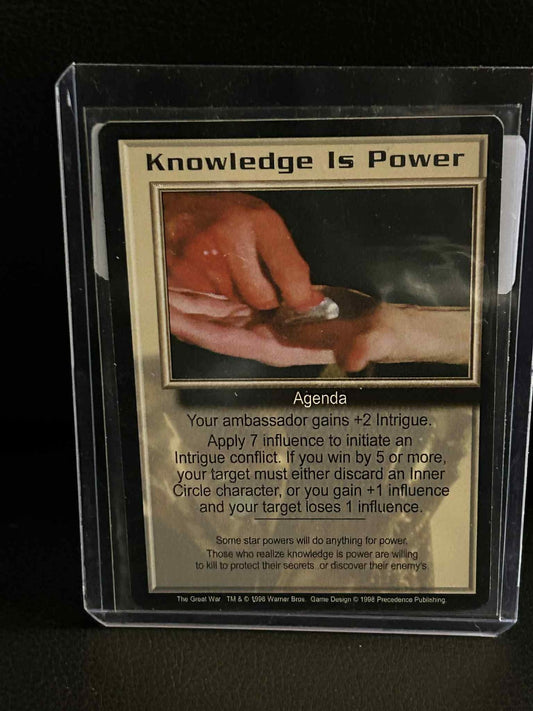 Knowledge Is Power
Agenda
Your ambassador gains +2 Intrigue.
Apply 7 influence to initiate an
Intrigue conflict. If you win by 5 or more,
your target must either discard an Inner
Circle character, or you gain +1 influence
and your target loses 1 influence.
Some star powers will do anything for power.
Those who realize knowledge is power are willing
to kill to protect their secrets or discover their enemy's
The Great War TM & © 1998 Warner Bros. Game Design © 1998 Precedence Publishing.